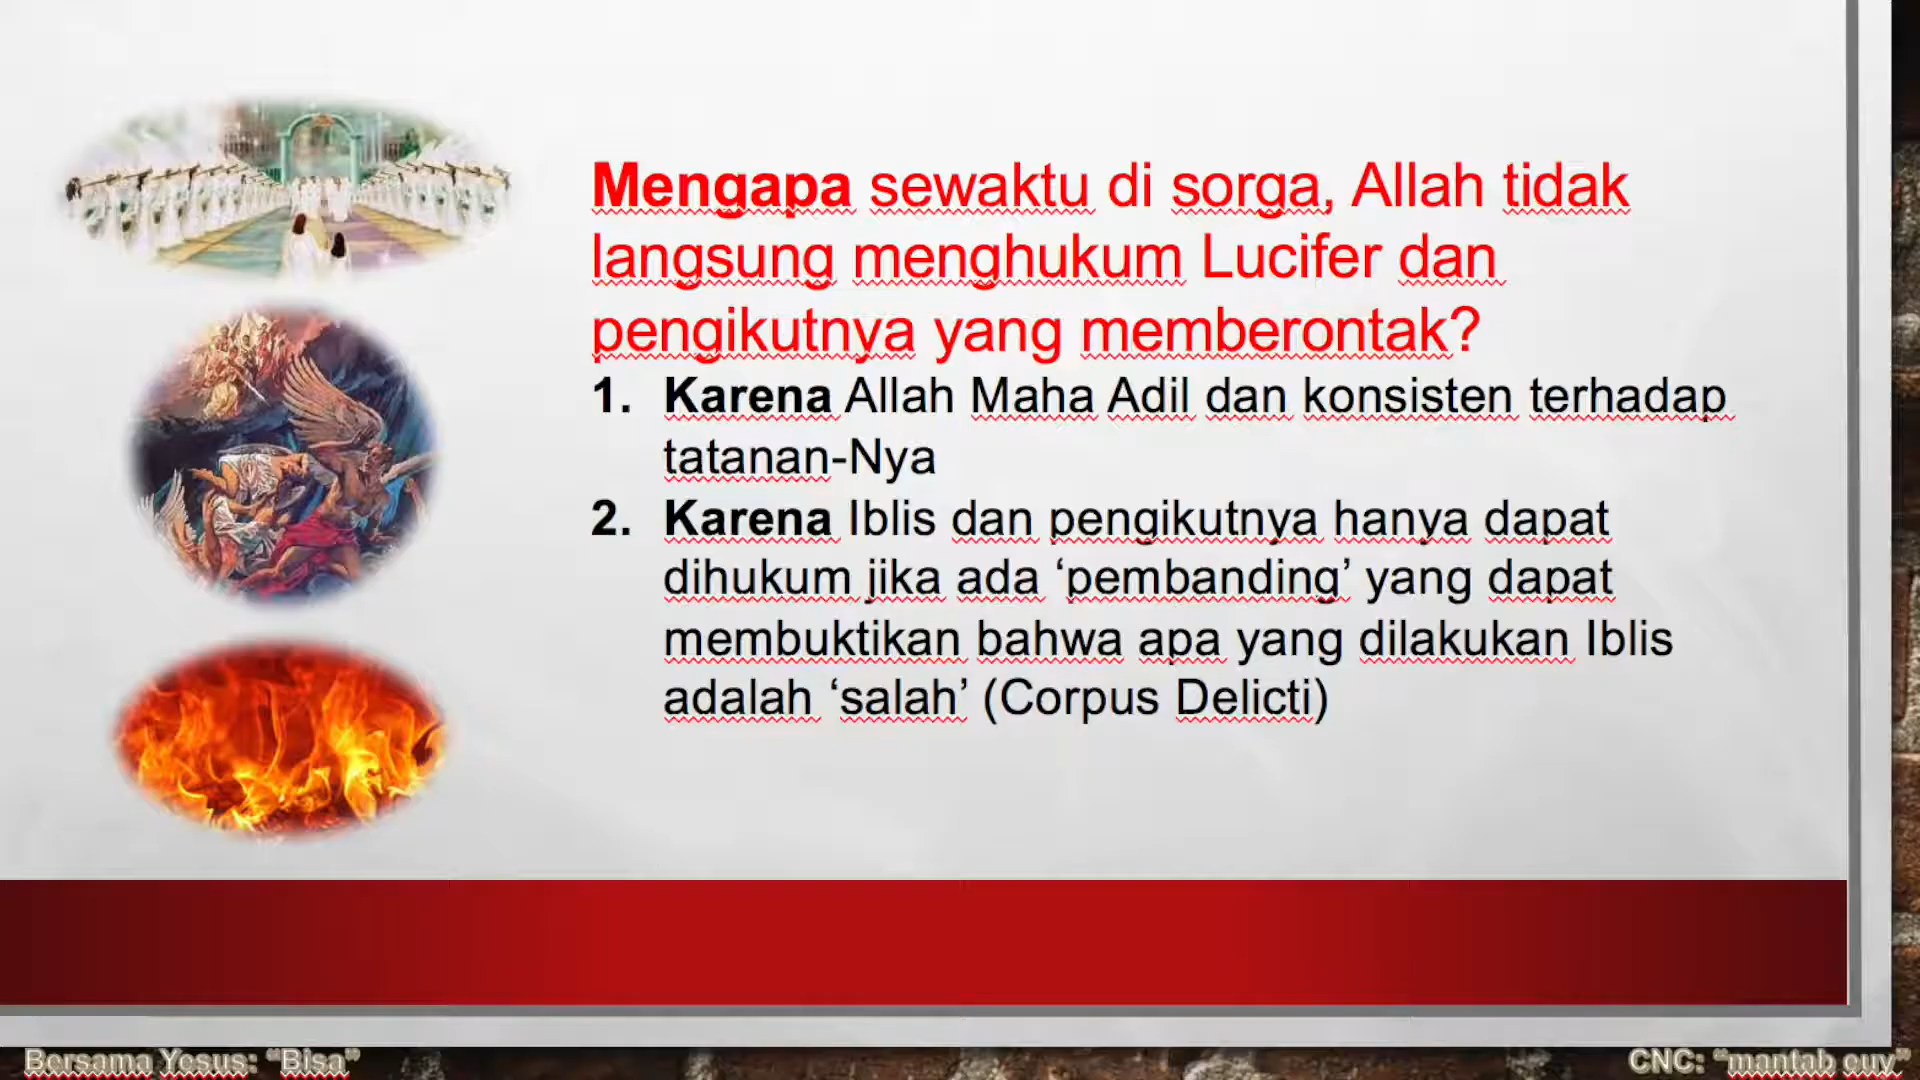 Mengapa sewaktu di sorga, Allah tidak
langsung menghukum Lucifer dan
pengikutnya yang memberontak?
1. Karena Allah Maha Adil dan konsisten terhadap
tatanan-Nya
2. Karena Iblis dan pengikutnya hanya dapat
dihukum jika ada ‘pembanding’ yang dapat
membuktikan bahwa apa yang dilakukan Iblis
adalah ‘salah’ (Corpus Delicti)
Bersama Yesus: “Bisa”
CNC: “mantab cuy”